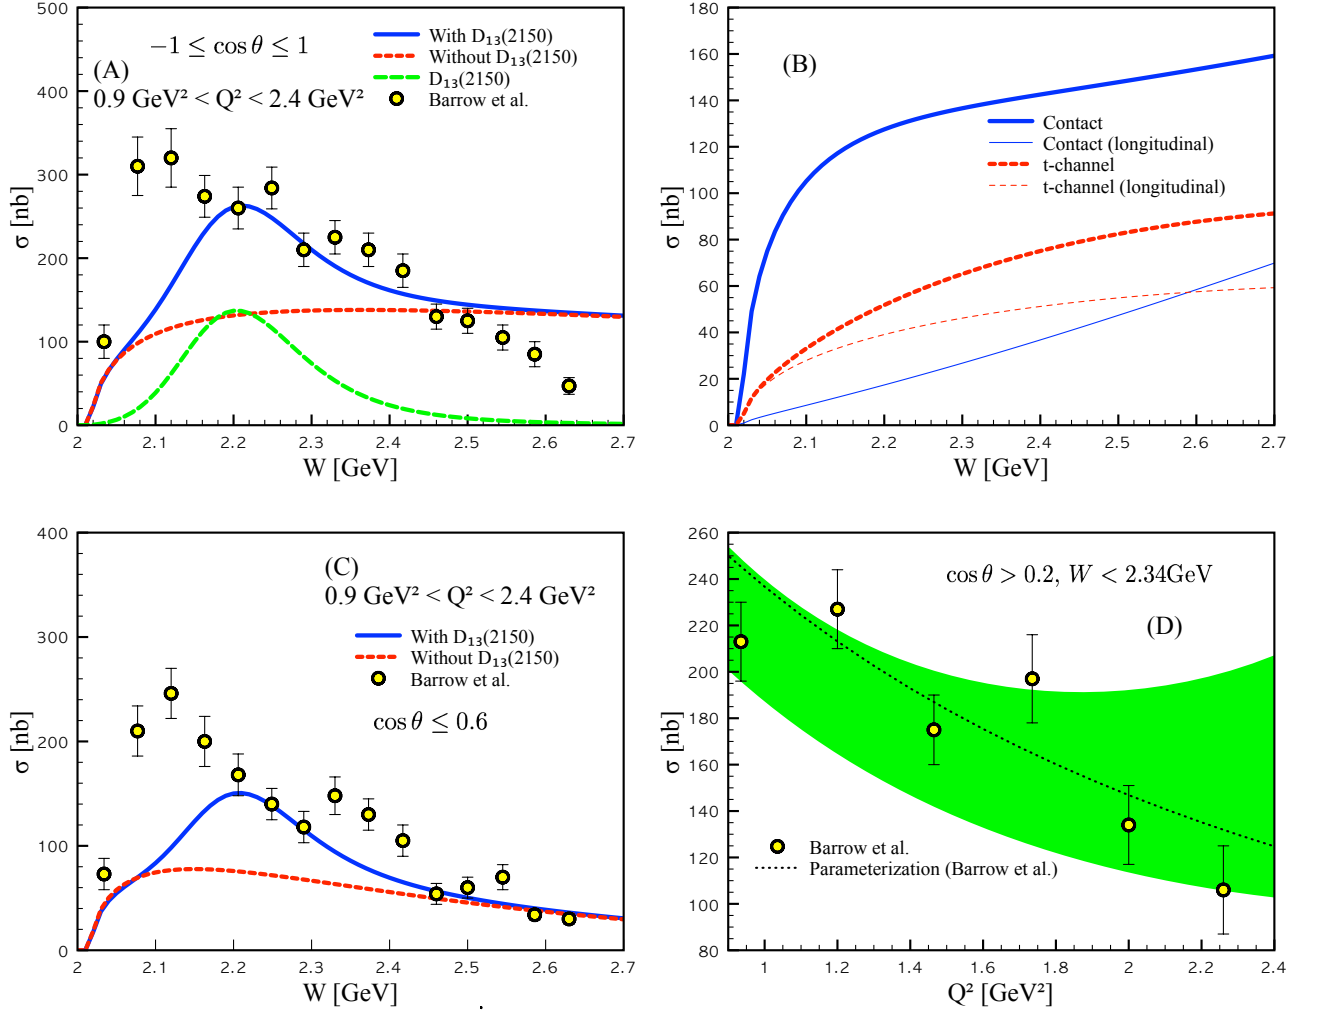 500
400
300
200
100
0
σ [nb]
−1 ≤ cos θ ≤ 1
(A)
0.9 GeV² < Q² < 2.4 GeV²
With D₁₃(2150)
Without D₁₃(2150)
D₁₃(2150)
Barrow et al.
2 2.1 2.2 2.3 2.4 2.5 2.6 2.7
W [GeV]
180
160
140
120
100
80
60
40
20
0
σ [nb]
(B)
Contact
Contact (longitudinal)
t-channel
t-channel (longitudinal)
2 2.1 2.2 2.3 2.4 2.5 2.6 2.7
W [GeV]
400
300
200
100
0
σ [nb]
(C)
0.9 GeV² < Q² < 2.4 GeV²
With D₁₃(2150)
Without D₁₃(2150)
Barrow et al.
cos θ ≤ 0.6
2 2.1 2.2 2.3 2.4 2.5 2.6 2.7
W [GeV]
260
240
220
200
180
160
140
120
100
80
σ [nb]
cos θ > 0.2, W < 2.34GeV
(D)
Barrow et al.
Parameterization (Barrow et al.)
1 1.2 1.4 1.6 1.8 2 2.2 2.4
Q² [GeV²]